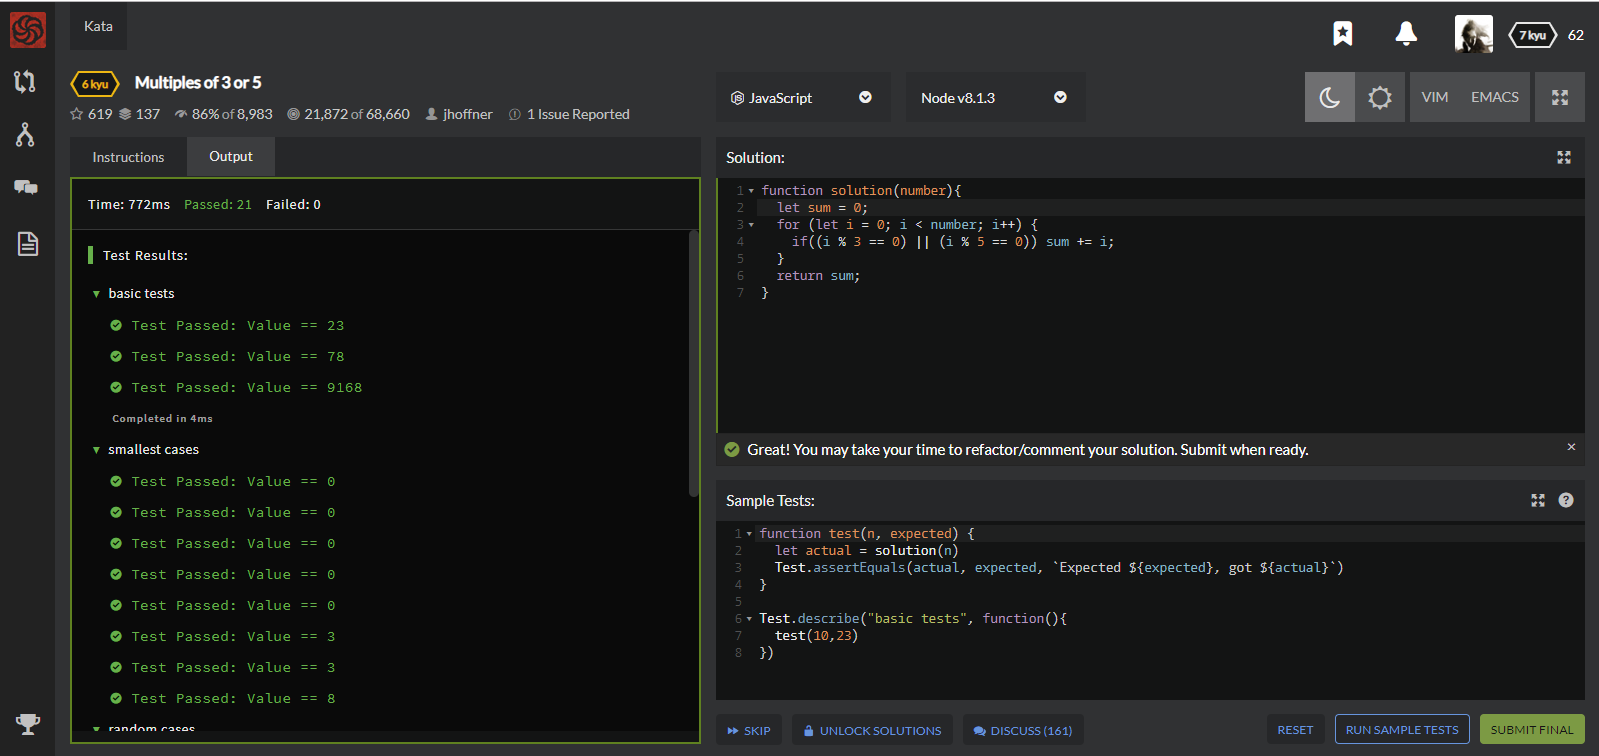 Kata
7 kyu 62
6 kyu Multiples of 3 or 5
619 137 86% of 8,983 21,872 of 68,660 jhoffner 1 Issue Reported
JavaScript Node v8.1.3 VIM EMACS
Instructions Output
Time: 772ms Passed: 21 Failed: 0
Test Results:
basic tests
Test Passed: Value == 23
Test Passed: Value == 78
Test Passed: Value == 9168
Completed in 4ms
smallest cases
Test Passed: Value == 0
Test Passed: Value == 0
Test Passed: Value == 0
Test Passed: Value == 0
Test Passed: Value == 0
Test Passed: Value == 3
Test Passed: Value == 3
Test Passed: Value == 8
random cases
Solution:
1 function solution(number){
2 let sum = 0;
3 for (let i = 0; i < number; i++) {
4 if((i % 3 == 0) || (i % 5 == 0)) sum += i;
5 }
6 return sum;
7 }
Great! You may take your time to refactor/comment your solution. Submit when ready. ×
Sample Tests:
1 function test(n, expected) {
2 let actual = solution(n)
3 Test.assertEquals(actual, expected, `Expected ${expected}, got ${actual}`)
4 }
5
6 Test.describe("basic tests", function(){
7 test(10,23)
8 })
SKIP UNLOCK SOLUTIONS DISCUSS (161) RESET RUN SAMPLE TESTS SUBMIT FINAL